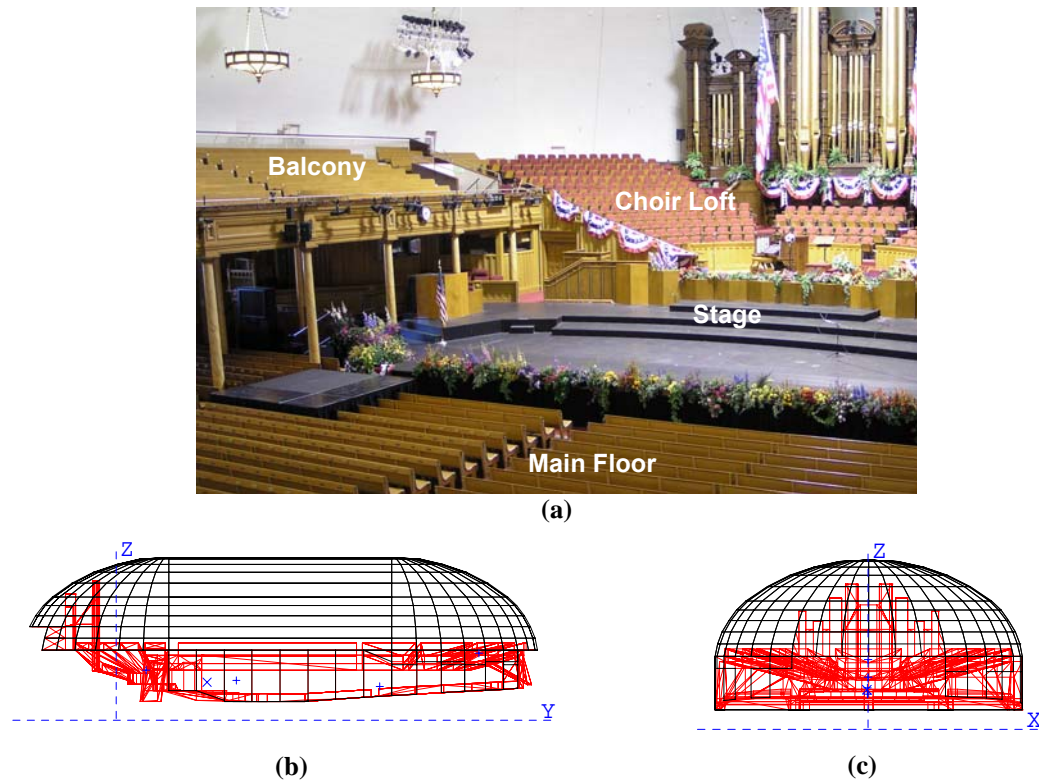 Balcony
Choir Loft
Stage
Main Floor
(a)
Z
Y
(b)
Z
X
(c)